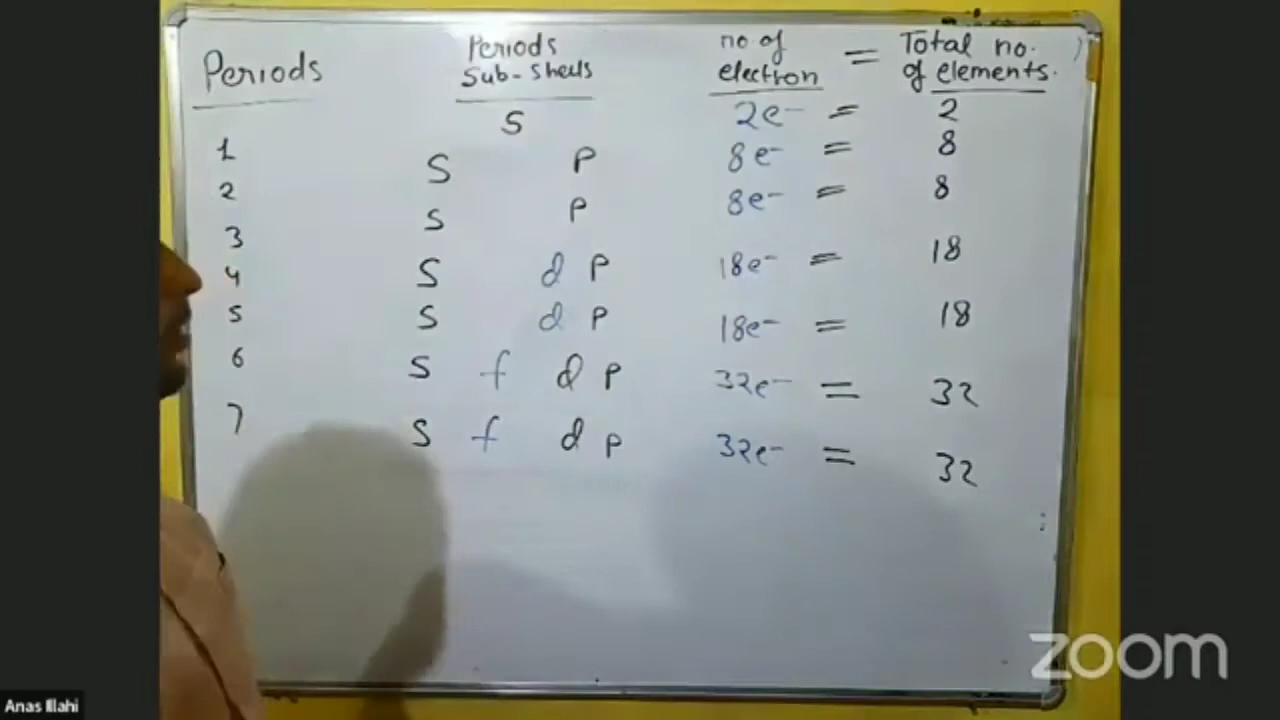 Periods
Periods
Sub-Shells
no of
electron
=
Total no.
of elements.
1 S 2e- = 2
2 S P 8e- = 8
3 S P 8e- = 8
4 S d P 18e- = 18
5 S d P 18e- = 18
6 S f d P 32e- = 32
7 S f d P 32e- = 32
zoom
Anas Illahi